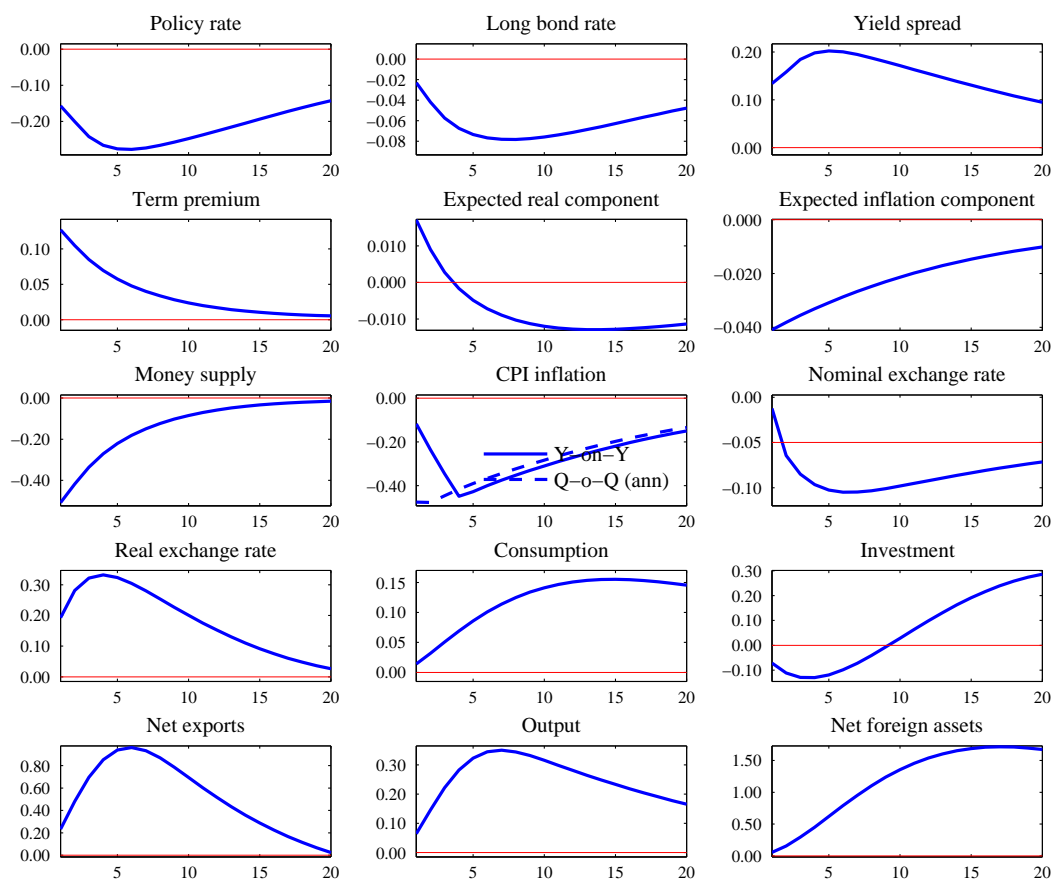 Policy rate
0.00
−0.10
−0.20
5 10 15 20
Long bond rate
0.00
−0.02
−0.04
−0.06
−0.08
5 10 15 20
Yield spread
0.20
0.10
0.00
5 10 15 20
Term premium
0.10
0.05
0.00
5 10 15 20
Expected real component
0.010
0.000
−0.010
5 10 15 20
Expected inflation component
0.000
−0.020
−0.040
5 10 15 20
Money supply
0.00
−0.20
−0.40
5 10 15 20
CPI inflation
0.00
−0.20
−0.40
Y−on−Y
Q−o−Q (ann)
5 10 15 20
Nominal exchange rate
0.00
−0.05
−0.10
5 10 15 20
Real exchange rate
0.30
0.20
0.10
0.00
5 10 15 20
Consumption
0.15
0.10
0.05
0.00
5 10 15 20
Investment
0.30
0.20
0.10
0.00
−0.10
5 10 15 20
Net exports
0.80
0.60
0.40
0.20
0.00
5 10 15 20
Output
0.30
0.20
0.10
0.00
5 10 15 20
Net foreign assets
1.50
1.00
0.50
0.00
5 10 15 20